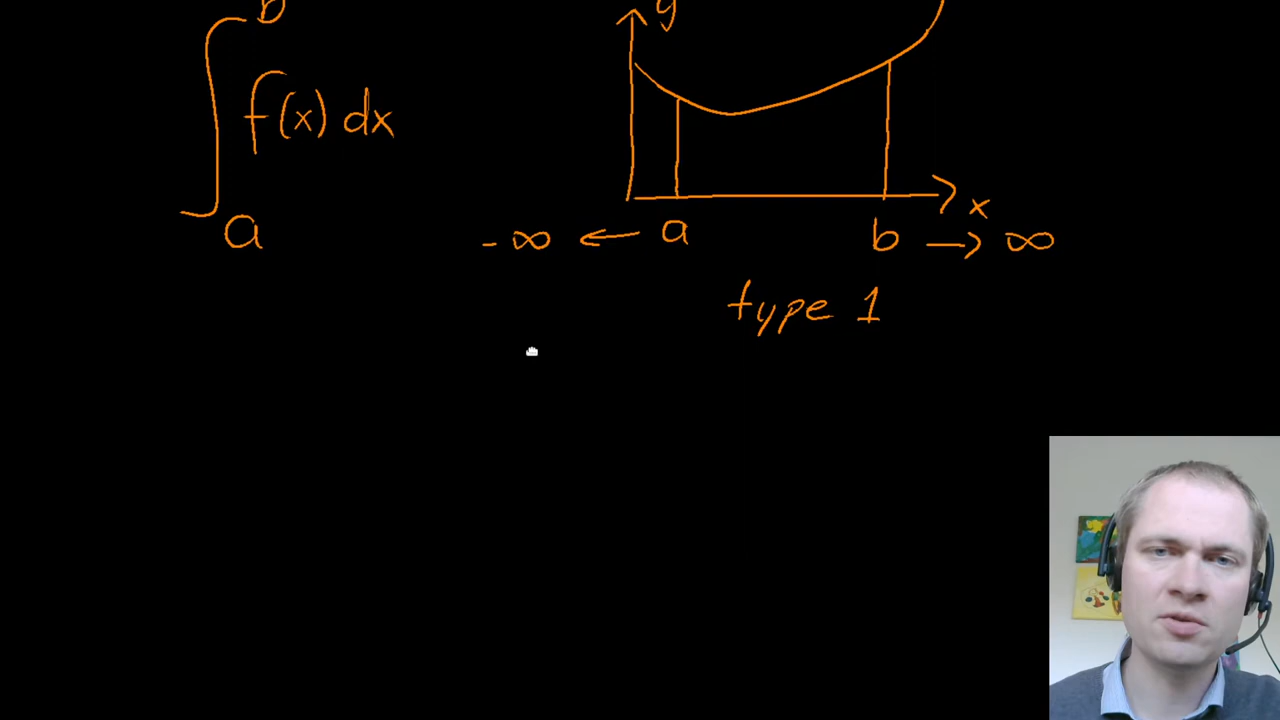 b
∫ f(x) dx
a
y
x
-∞ ← a b → ∞
type 1